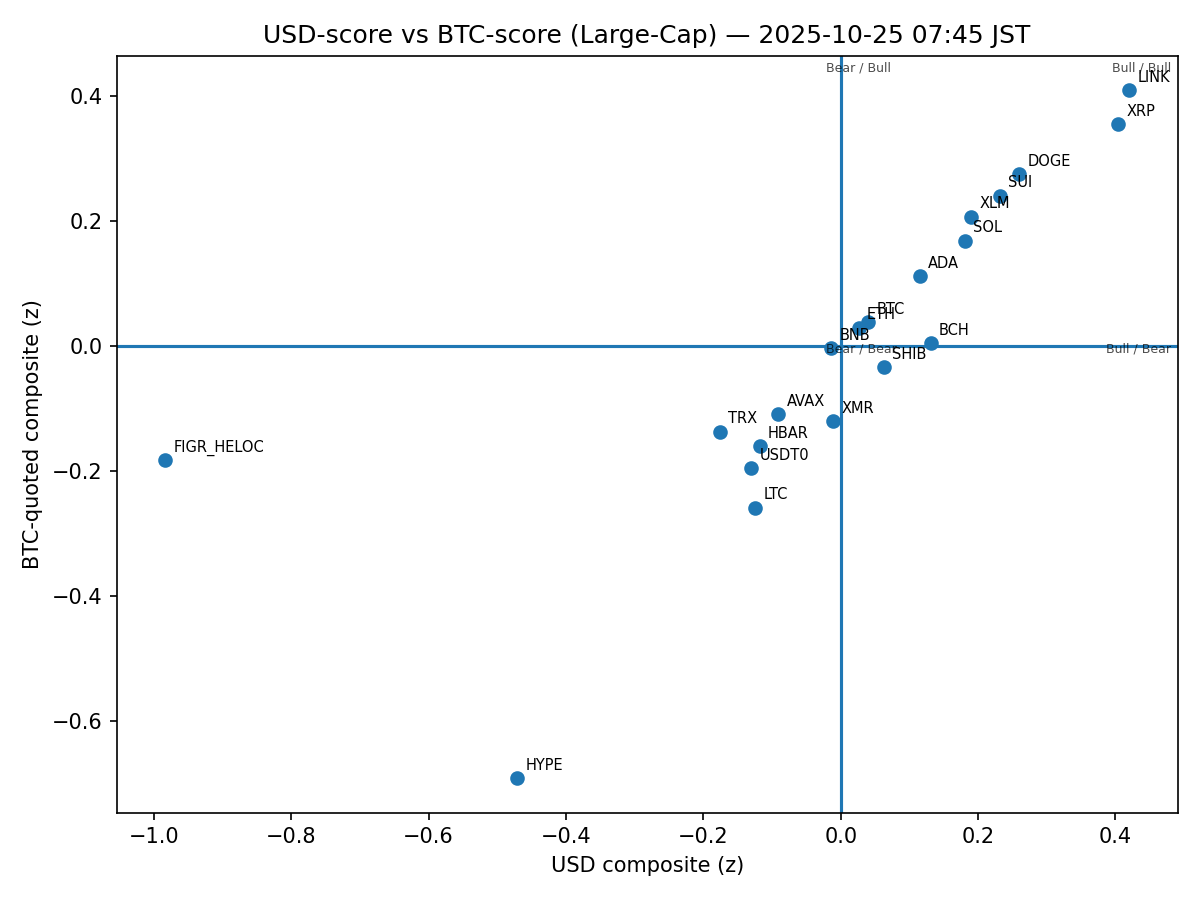 USD-score vs BTC-score (Large-Cap) — 2025-10-25 07:45 JST
Bear / Bull
Bull / Bull
LINK
XRP
DOGE
SUI
XLM
SOL
ADA
BTC
ETH
BCH
BNB
Bear / Bear
Bull / Bear
SHIB
AVAX
XMR
TRX
HBAR
FIGR_HELOC
USDT0
LTC
HYPE
0.4
0.2
0.0
−0.2
−0.4
−0.6
BTC-quoted composite (z)
−1.0 −0.8 −0.6 −0.4 −0.2 0.0 0.2 0.4
USD composite (z)